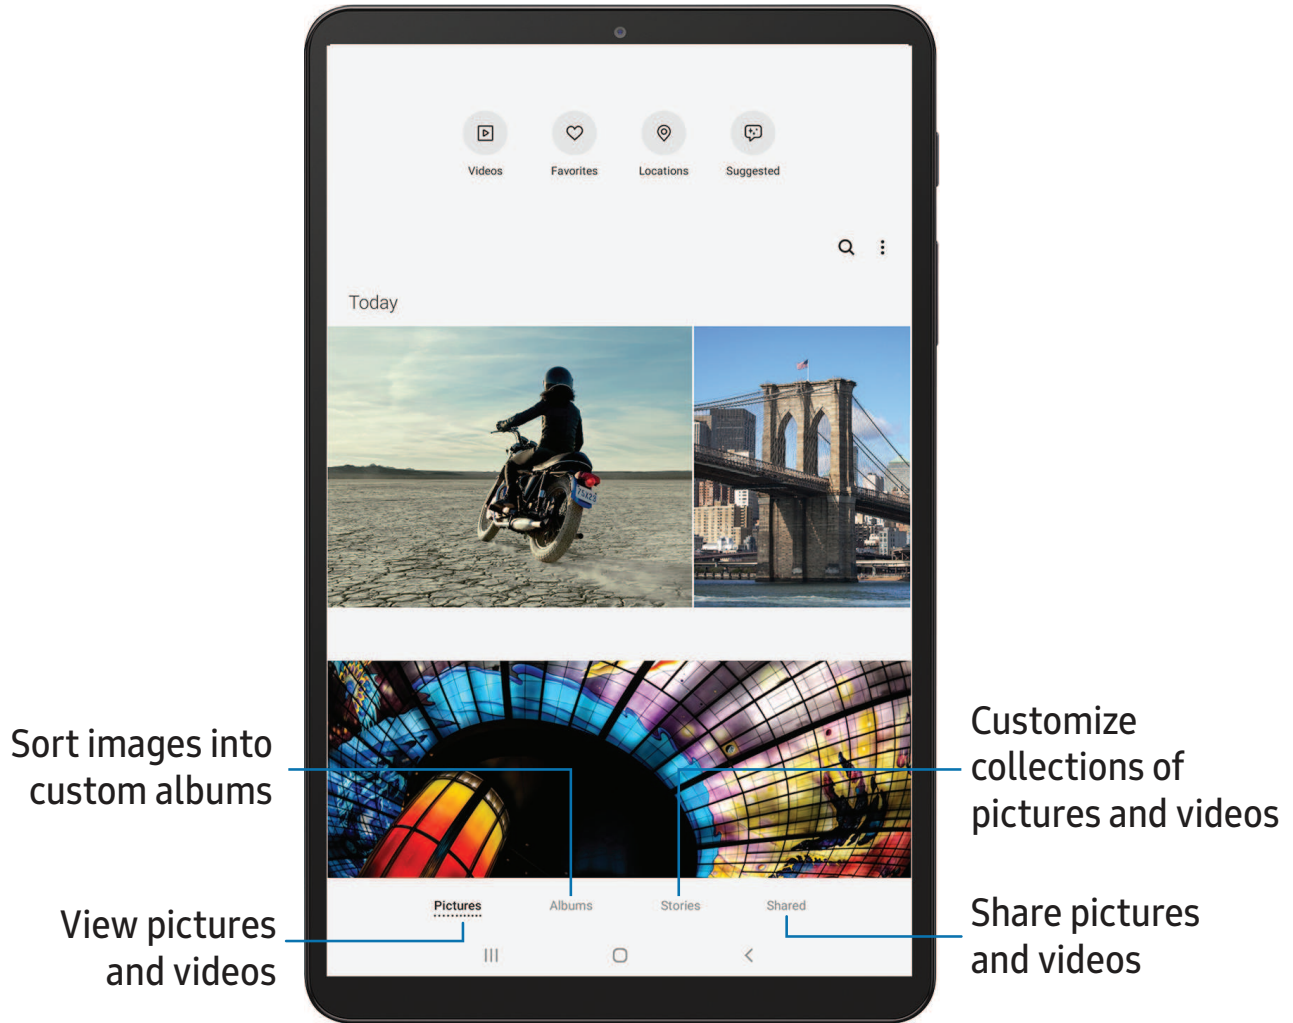 Videos
Favorites
Locations
Suggested
Today
Sort images into
custom albums
Customize
collections of
pictures and videos
Pictures
Albums
Stories
Shared
View pictures
and videos
Share pictures
and videos